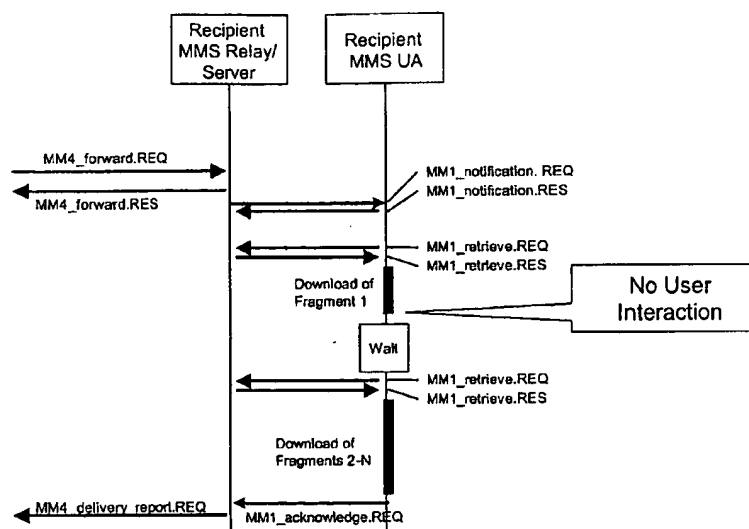 Recipient
MMS Relay/
Server
Recipient
MMS UA
MM4_forward.REQ
MM4_forward.RES
MM1_notification. REQ
MM1_notification.RES
MM1_retrieve.REQ
MM1_retrieve.RES
Download of
Fragment 1
No User
Interaction
Wait
MM1_retrieve.REQ
MM1_retrieve.RES
Download of
Fragments 2-N
MM4_delivery_report.REQ
MM1_acknowledge.REQ